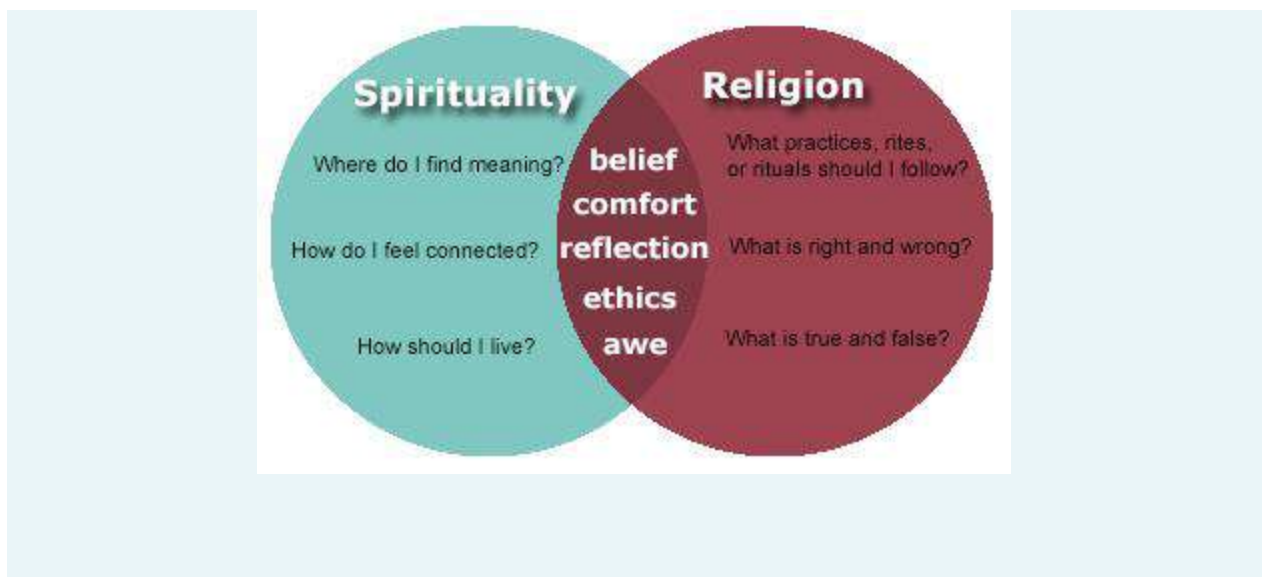 Spirituality
Where do I find meaning?
How do I feel connected?
How should I live?
belief
comfort
reflection
ethics
awe
Religion
What practices, rites,
or rituals should I follow?
What is right and wrong?
What is true and false?